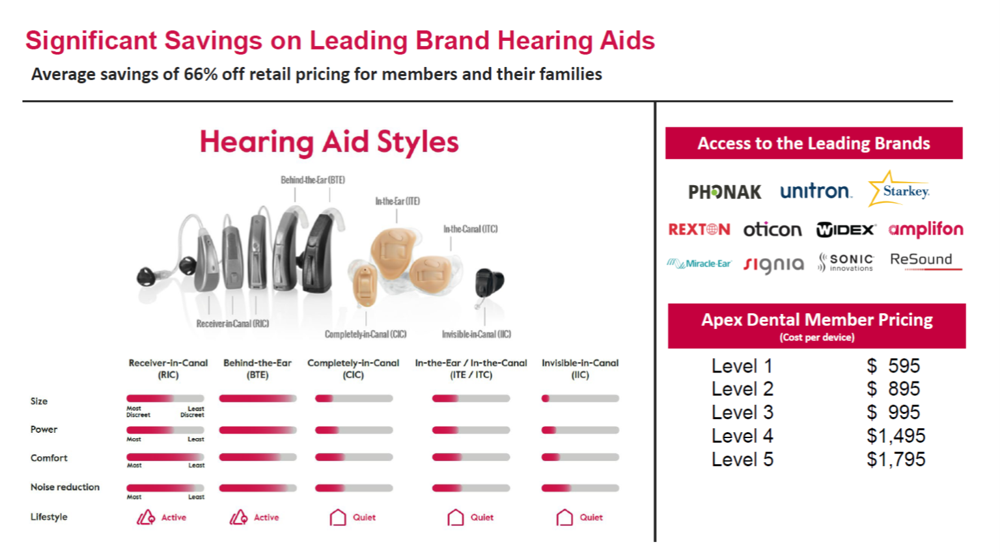 Significant Savings on Leading Brand Hearing Aids
Average savings of 66% off retail pricing for members and their families
Hearing Aid Styles
Behind-the-Ear (BTE)
In-the-Ear (ITE)
In-the-Canal (ITC)
Receiver-in-Canal (RIC)
Completely-in-Canal (CIC)
Invisible-in-Canal (IIC)
Receiver-in-Canal (RIC)
Behind-the-Ear (BTE)
Completely-in-Canal (CIC)
In-the-Ear / In-the-Canal (ITE / ITC)
Invisible-in-Canal (IIC)
Size
Most Discreet
Least Discreet
Power
Most
Least
Comfort
Most
Least
Noise reduction
Most
Least
Lifestyle
Active
Active
Quiet
Quiet
Quiet
Access to the Leading Brands
PHONAK unitron Starkey
REXTON oticon WIDEX amplifon
Miracle-Ear signia SONIC innovations ReSound
Apex Dental Member Pricing
(Cost per device)
Level 1 $ 595
Level 2 $ 895
Level 3 $ 995
Level 4 $1,495
Level 5 $1,795